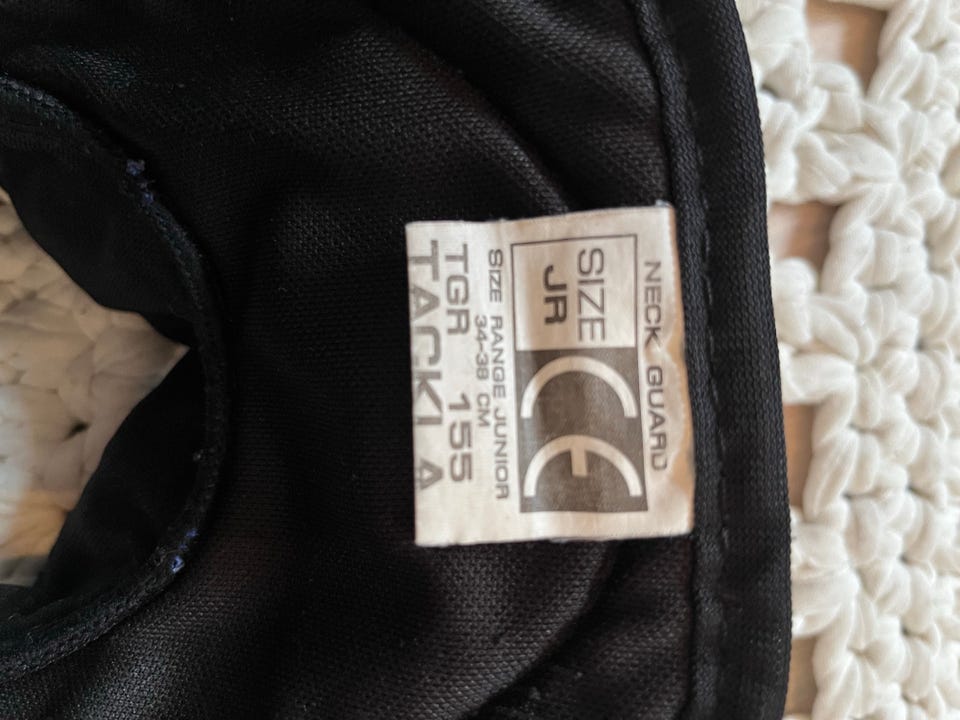 NECK GUARD
SIZE
JR
CE
SIZE RANGE JUNIOR
34-38 CM
TGR 155
TACKLA